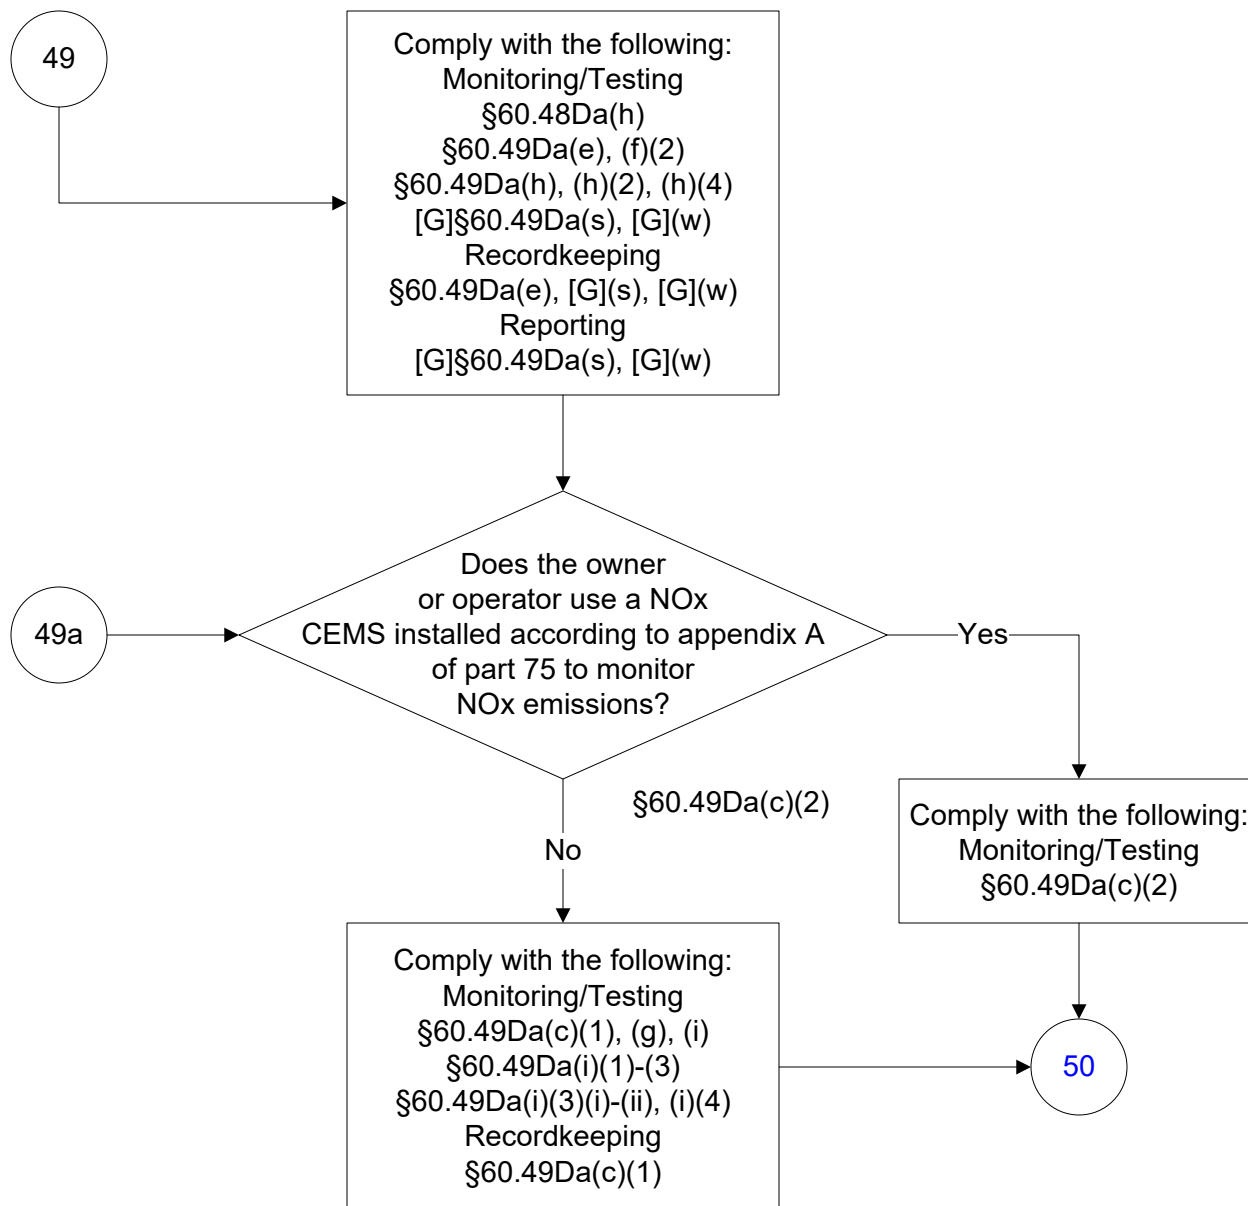 49
Comply with the following:
Monitoring/Testing
§60.48Da(h)
§60.49Da(e), (f)(2)
§60.49Da(h), (h)(2), (h)(4)
[G]§60.49Da(s), [G](w)
Recordkeeping
§60.49Da(e), [G](s), [G](w)
Reporting
[G]§60.49Da(s), [G](w)
49a
Does the owner
or operator use a NOx
CEMS installed according to appendix A
of part 75 to monitor
NOx emissions?
Yes
§60.49Da(c)(2)
No
Comply with the following:
Monitoring/Testing
§60.49Da(c)(2)
Comply with the following:
Monitoring/Testing
§60.49Da(c)(1), (g), (i)
§60.49Da(i)(1)-(3)
§60.49Da(i)(3)(i)-(ii), (i)(4)
Recordkeeping
§60.49Da(c)(1)
50